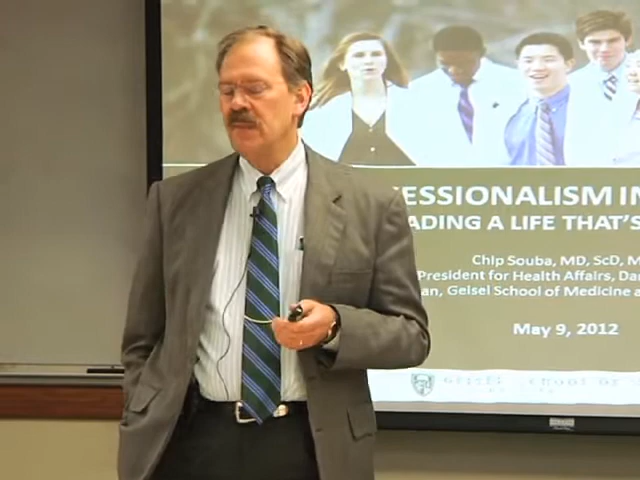 ESSIONALISM IN
ADING A LIFE THAT'S
Chip Souba, MD, ScD, M
President for Health Affairs, Da
an, Geisel School of Medicine a
May 9, 2012